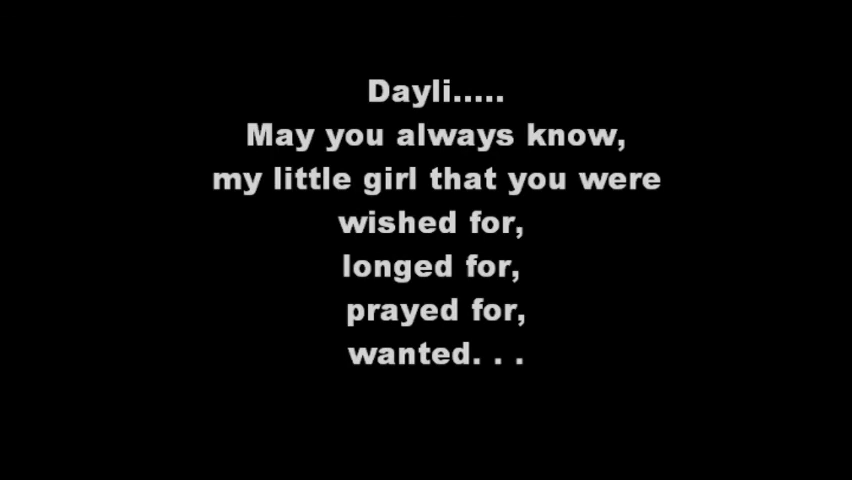 Dayli.....
May you always know,
my little girl that you were
wished for,
longed for,
prayed for,
wanted. . .